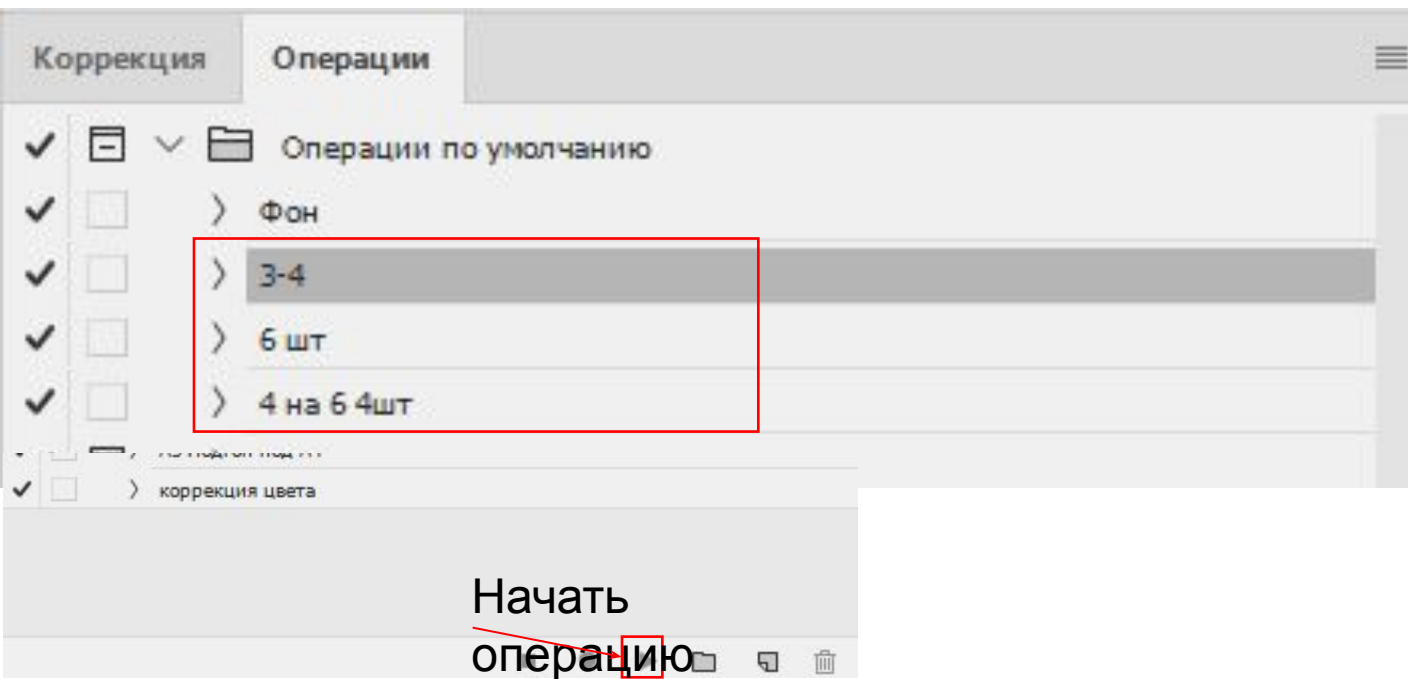 Коррекция Операции
Операции по умолчанию
Фон
3-4
6 шт
4 на 6 4шт
коррекция цвета
Начать
операцию